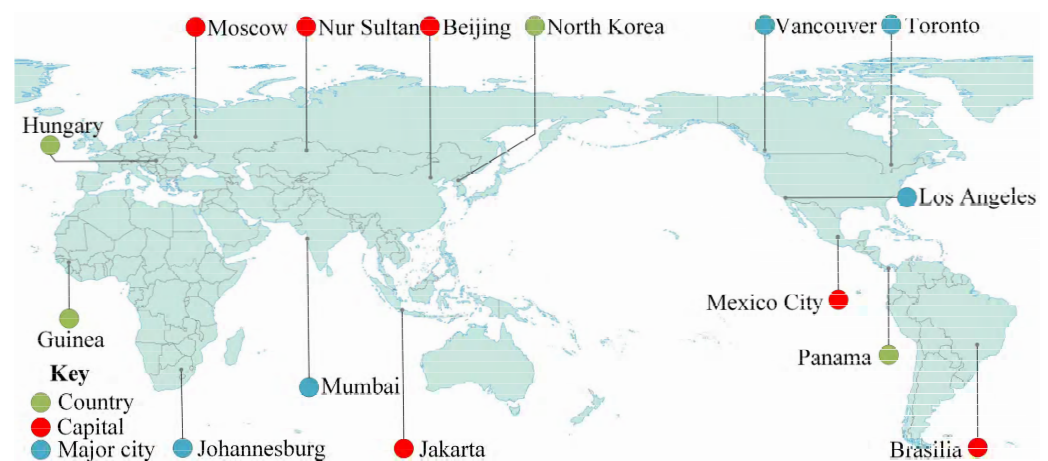 Moscow
Nur Sultan
Beijing
North Korea
Vancouver
Toronto
Hungary
Los Angeles
Mexico City
Guinea
Panama
Key
Country
Mumbai
Capital
Major city
Johannesburg
Jakarta
Brasilia